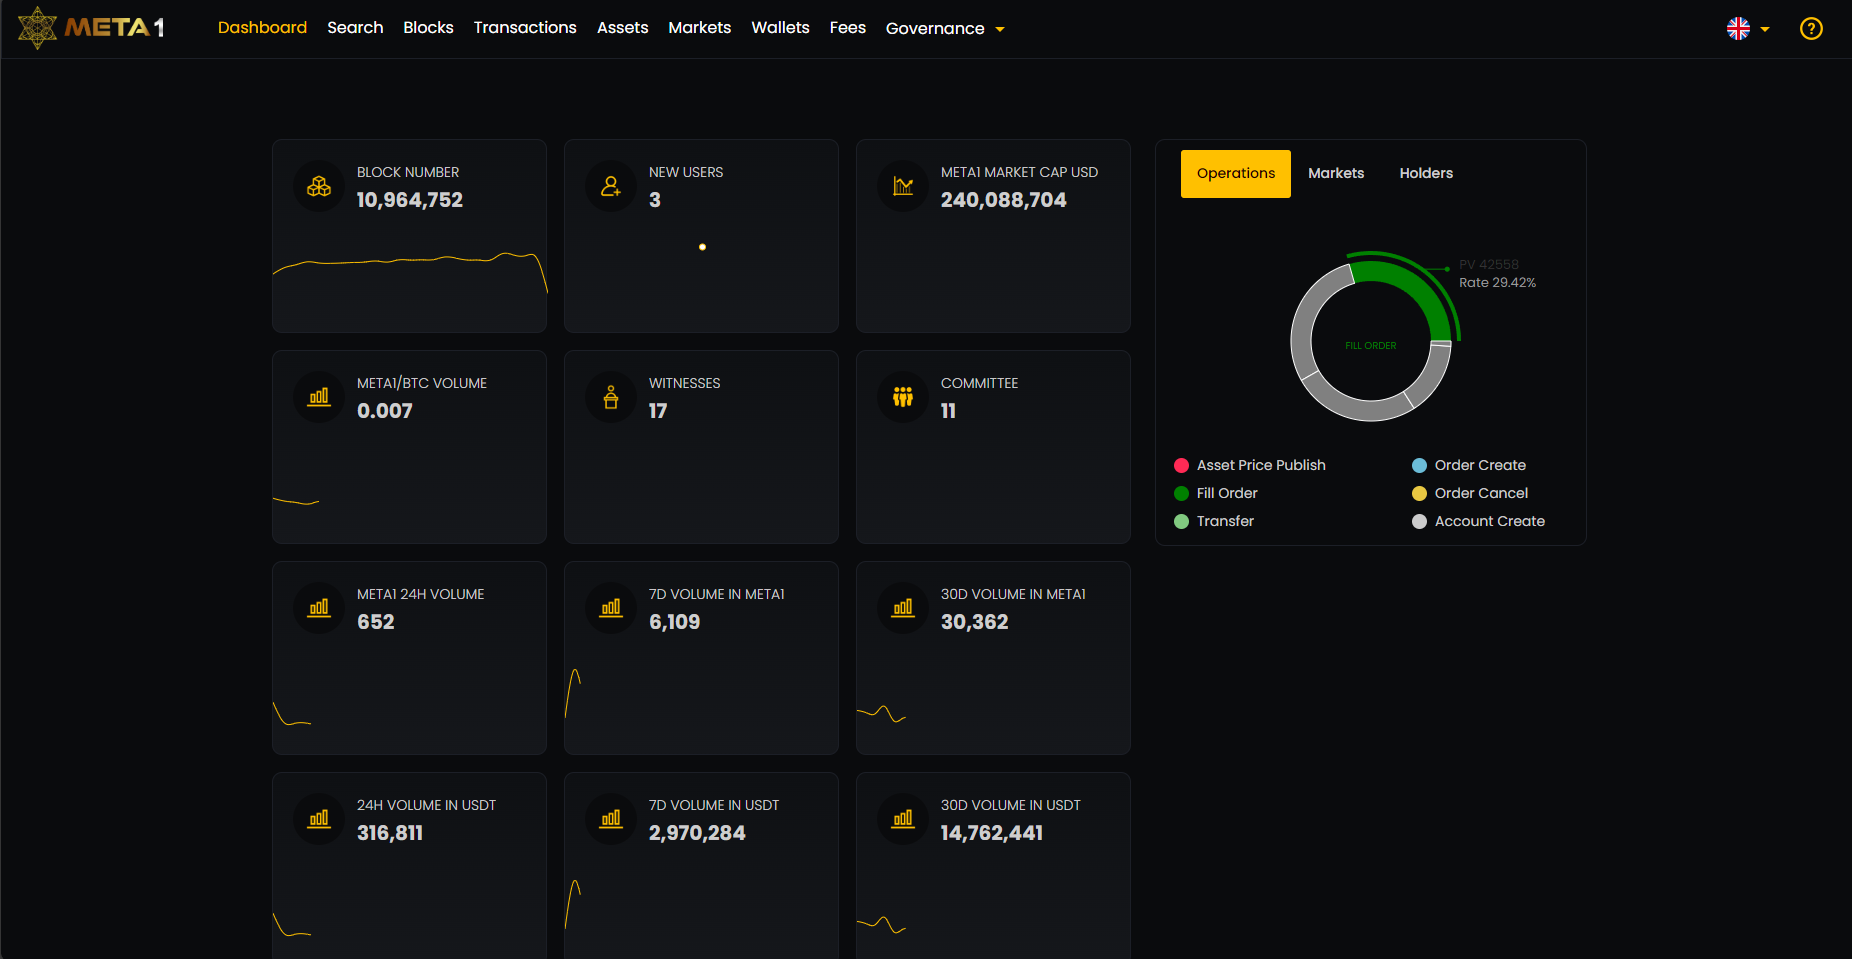 META 1
Dashboard Search Blocks Transactions Assets Markets Wallets Fees Governance
?
BLOCK NUMBER
10,964,752
NEW USERS
3
META1 MARKET CAP USD
240,088,704
Operations Markets Holders
PV 42558
Rate 29.42%
FILL ORDER
META1/BTC VOLUME
0.007
WITNESSES
17
COMMITTEE
11
Asset Price Publish
Order Create
Fill Order
Order Cancel
Transfer
Account Create
META1 24H VOLUME
652
7D VOLUME IN META1
6,109
30D VOLUME IN META1
30,362
24H VOLUME IN USDT
316,811
7D VOLUME IN USDT
2,970,284
30D VOLUME IN USDT
14,762,441